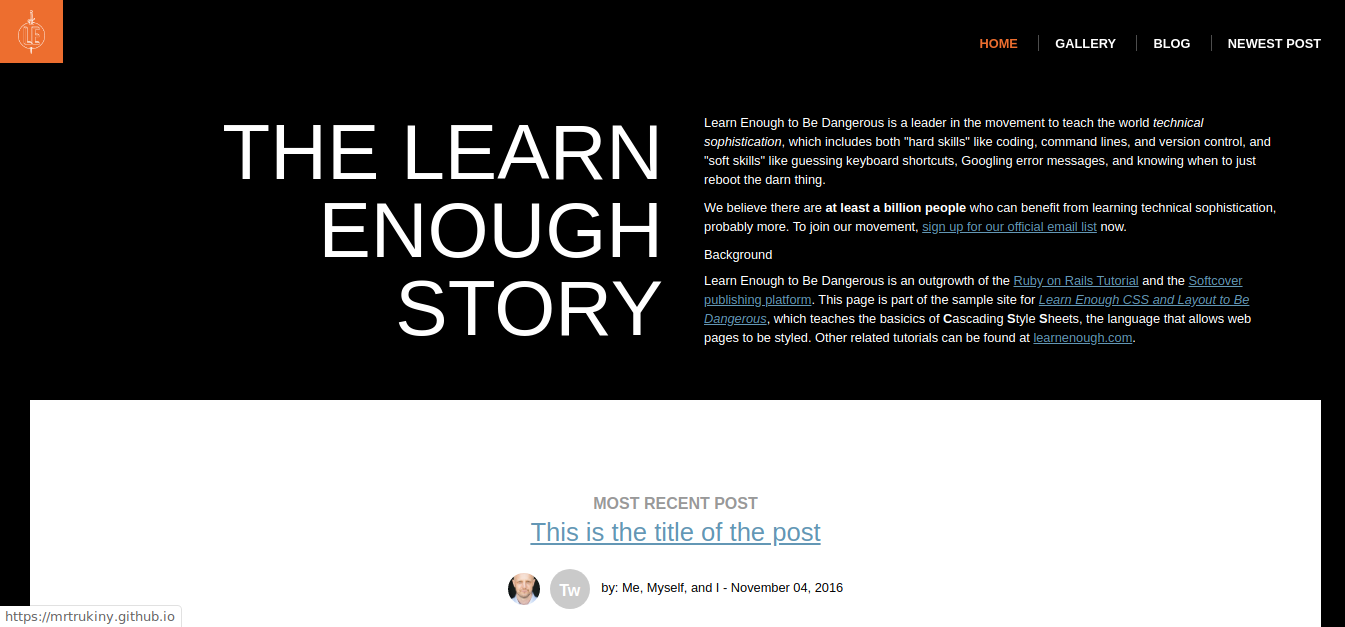 LE
HOME
GALLERY
BLOG
NEWEST POST
THE LEARN
ENOUGH
STORY
Learn Enough to Be Dangerous is a leader in the movement to teach the world technical
sophistication, which includes both "hard skills" like coding, command lines, and version control, and
"soft skills" like guessing keyboard shortcuts, Googling error messages, and knowing when to just
reboot the darn thing.
We believe there are at least a billion people who can benefit from learning technical sophistication,
probably more. To join our movement, sign up for our official email list now.
Background
Learn Enough to Be Dangerous is an outgrowth of the Ruby on Rails Tutorial and the Softcover
publishing platform. This page is part of the sample site for Learn Enough CSS and Layout to Be
Dangerous, which teaches the basicics of Cascading Style Sheets, the language that allows web
pages to be styled. Other related tutorials can be found at learnenough.com.
MOST RECENT POST
This is the title of the post
Tw
by: Me, Myself, and I - November 04, 2016
https://mrtrukiny.github.io